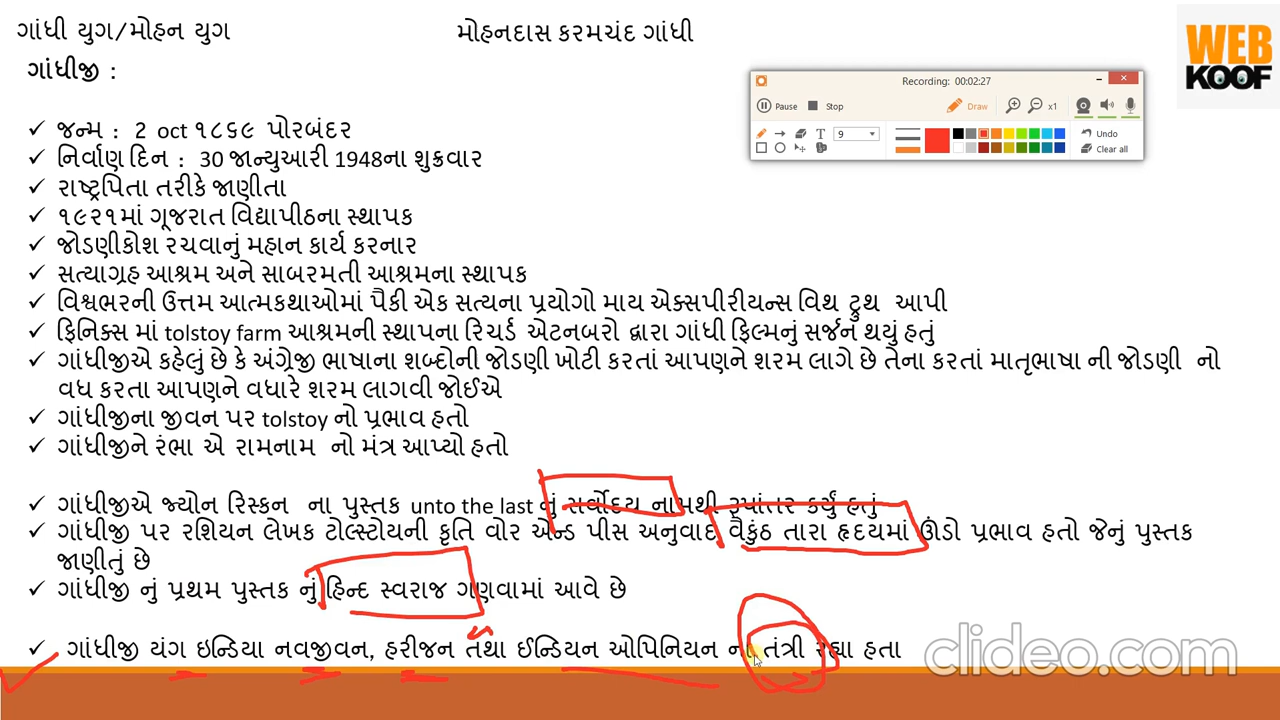 ગાંધી યુગ/મોહન યુગ
મોહનદાસ કરમચંદ ગાંધી
WEB
KOOF
ગાંધીજી :
Recording: 00:02:27
Pause Stop Draw x1
T 9 Undo
Clear all
✓ જન્મ : 2 oct ૧૮૬૯ પોરબંદર
✓ નિર્વાણ દિન : 30 જાન્યુઆરી 1948ના શુક્રવાર
✓ રાષ્ટ્રપિતા તરીકે જાણીતા
✓ ૧૯૨૧માં ગૂજરાત વિદ્યાપીઠના સ્થાપક
✓ જોડણીકોશ રચવાનું મહાન કાર્ય કરનાર
✓ સત્યાગ્રહ આશ્રમ અને સાબરમતી આશ્રમના સ્થાપક
✓ વિશ્વભરની ઉત્તમ આત્મકથાઓમાં પૈકી એક સત્યના પ્રયોગો માય એક્સપીરીયન્સ વિથ ટ્રુથ આપી
✓ ફિનિક્સ માં tolstoy farm આશ્રમની સ્થાપના રિચર્ડ એટનબરો દ્વારા ગાંધી ફિલ્મનું સર્જન થયું હતું
✓ ગાંધીજીએ કહેલું છે કે અંગ્રેજી ભાષાના શબ્દોની જોડણી ખોટી કરતાં આપણને શરમ લાગે છે તેના કરતાં માતૃભાષા ની જોડણી નો
વધ કરતા આપણને વધારે શરમ લાગવી જોઈએ
✓ ગાંધીજીના જીવન પર tolstoy નો પ્રભાવ હતો
✓ ગાંધીજીને રંભા એ રામનામ નો મંત્ર આપ્યો હતો
✓ ગાંધીજીએ જ્યોન રિસ્કન ના પુસ્તક unto the last નું સર્વોદય નામથી રૂપાંતર કર્યું હતું
✓ ગાંધીજી પર રશિયન લેખક ટોલ્સ્ટોયની કૃતિ વોર એન્ડ પીસ અનુવાદ વૈકુંઠ તારા હૃદયમાં ઊંડો પ્રભાવ હતો જેનું પુસ્તક
જાણીતું છે
✓ ગાંધીજી નું પ્રથમ પુસ્તક નું હિન્દ સ્વરાજ ગણવામાં આવે છે
✓ ગાંધીજી યંગ ઇન્ડિયા નવજીવન, હરીજન તથા ઈન્ડિયન ઓપિનિયન ના તંત્રી રહ્યા હતા
clideo.com